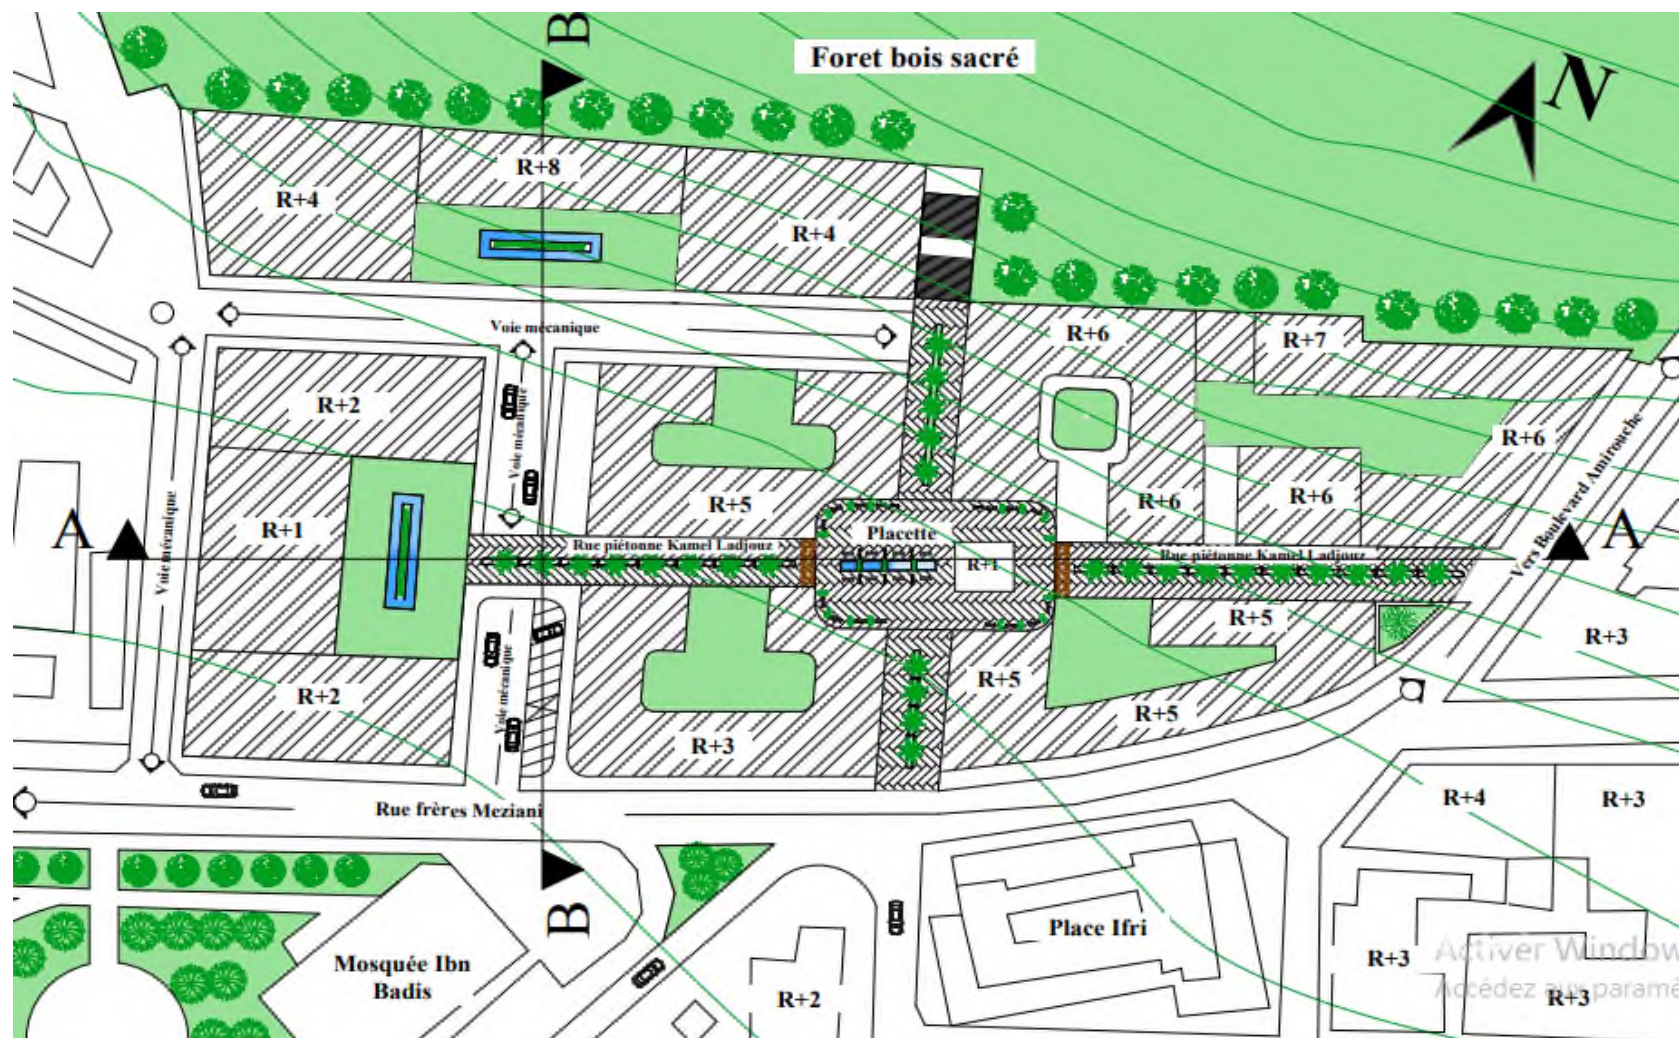 B
Foret bois sacré
N
R+8
R+4
R+4
Voie mécanique
R+6
R+7
R+2
Voie mécanique
R+6
Vers Boulevard Amirouche
R+5
R+6
R+6
Voie mécanique
R+1
A
Placette
A
Rue piétonne Kamel Ladjouz
R+1
Rue piétonne Kamel Ladjouz
R+5
R+3
Voie mécanique
R+2
R+5
R+5
R+3
Rue frères Meziani
R+4
R+3
B
Place Ifri
Mosquée Ibn
Badis
R+2
R+3
R+3
Activer Window
Accédez aux paramè